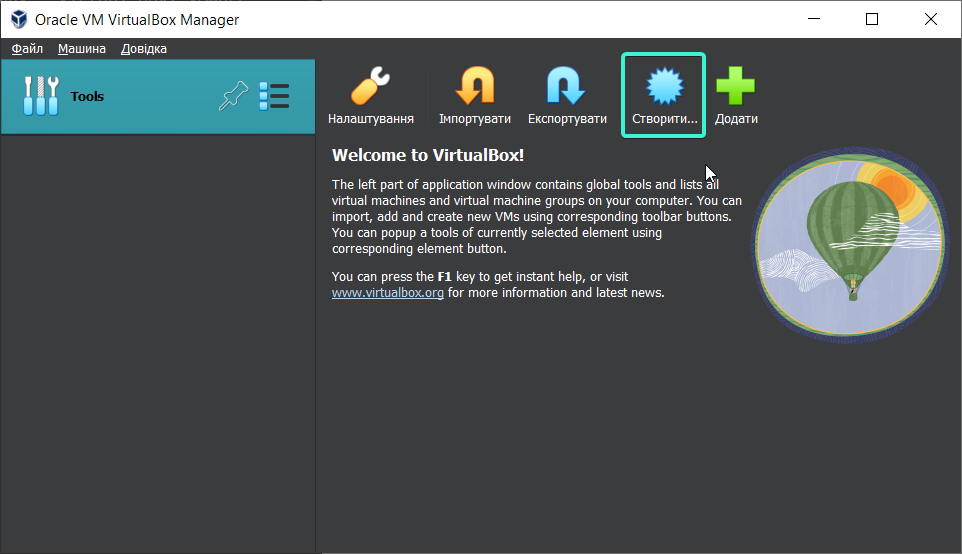 Oracle VM VirtualBox Manager
Файл Машина Довідка
Tools
Налаштування Імпортувати Експортувати Створити... Додати
Welcome to VirtualBox!
The left part of application window contains global tools and lists all
virtual machines and virtual machine groups on your computer. You can
import, add and create new VMs using corresponding toolbar buttons.
You can popup a tools of currently selected element using
corresponding element button.
You can press the F1 key to get instant help, or visit
www.virtualbox.org for more information and latest news.